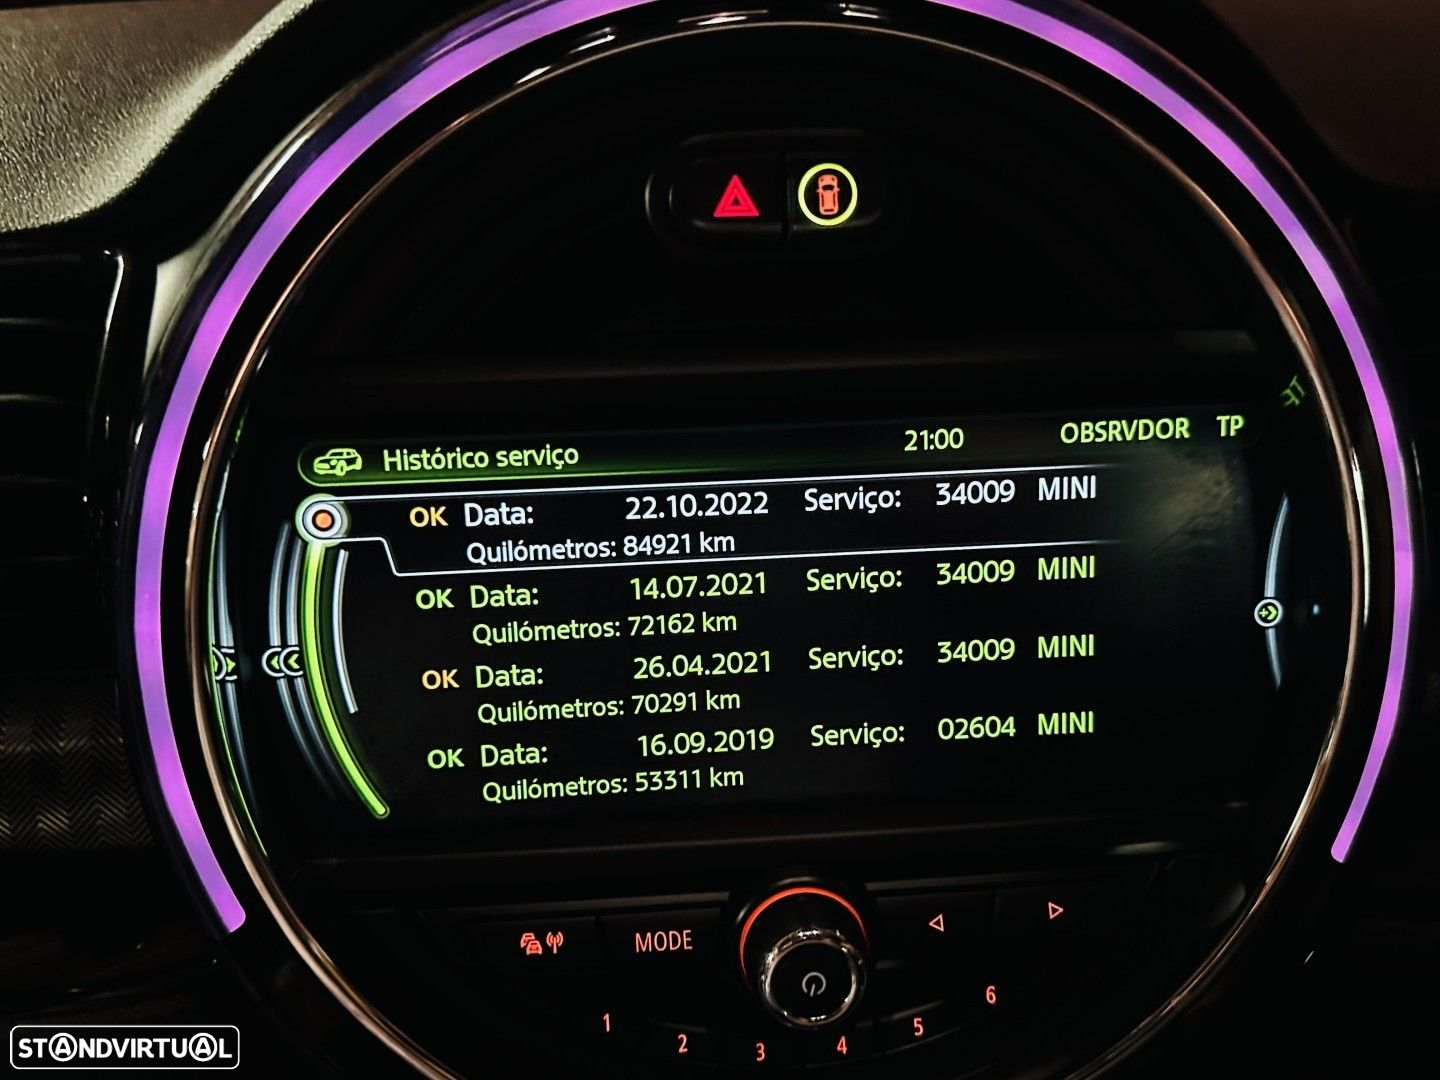 Histórico serviço 21:00 OBSRVDOR TP
OK Data: 22.10.2022 Serviço: 34009 MINI
Quilómetros: 84921 km
OK Data: 14.07.2021 Serviço: 34009 MINI
Quilómetros: 72162 km
OK Data: 26.04.2021 Serviço: 34009 MINI
Quilómetros: 70291 km
OK Data: 16.09.2019 Serviço: 02604 MINI
Quilómetros: 53311 km
MODE
1 2 3 4 5 6
STANDVIRTUAL